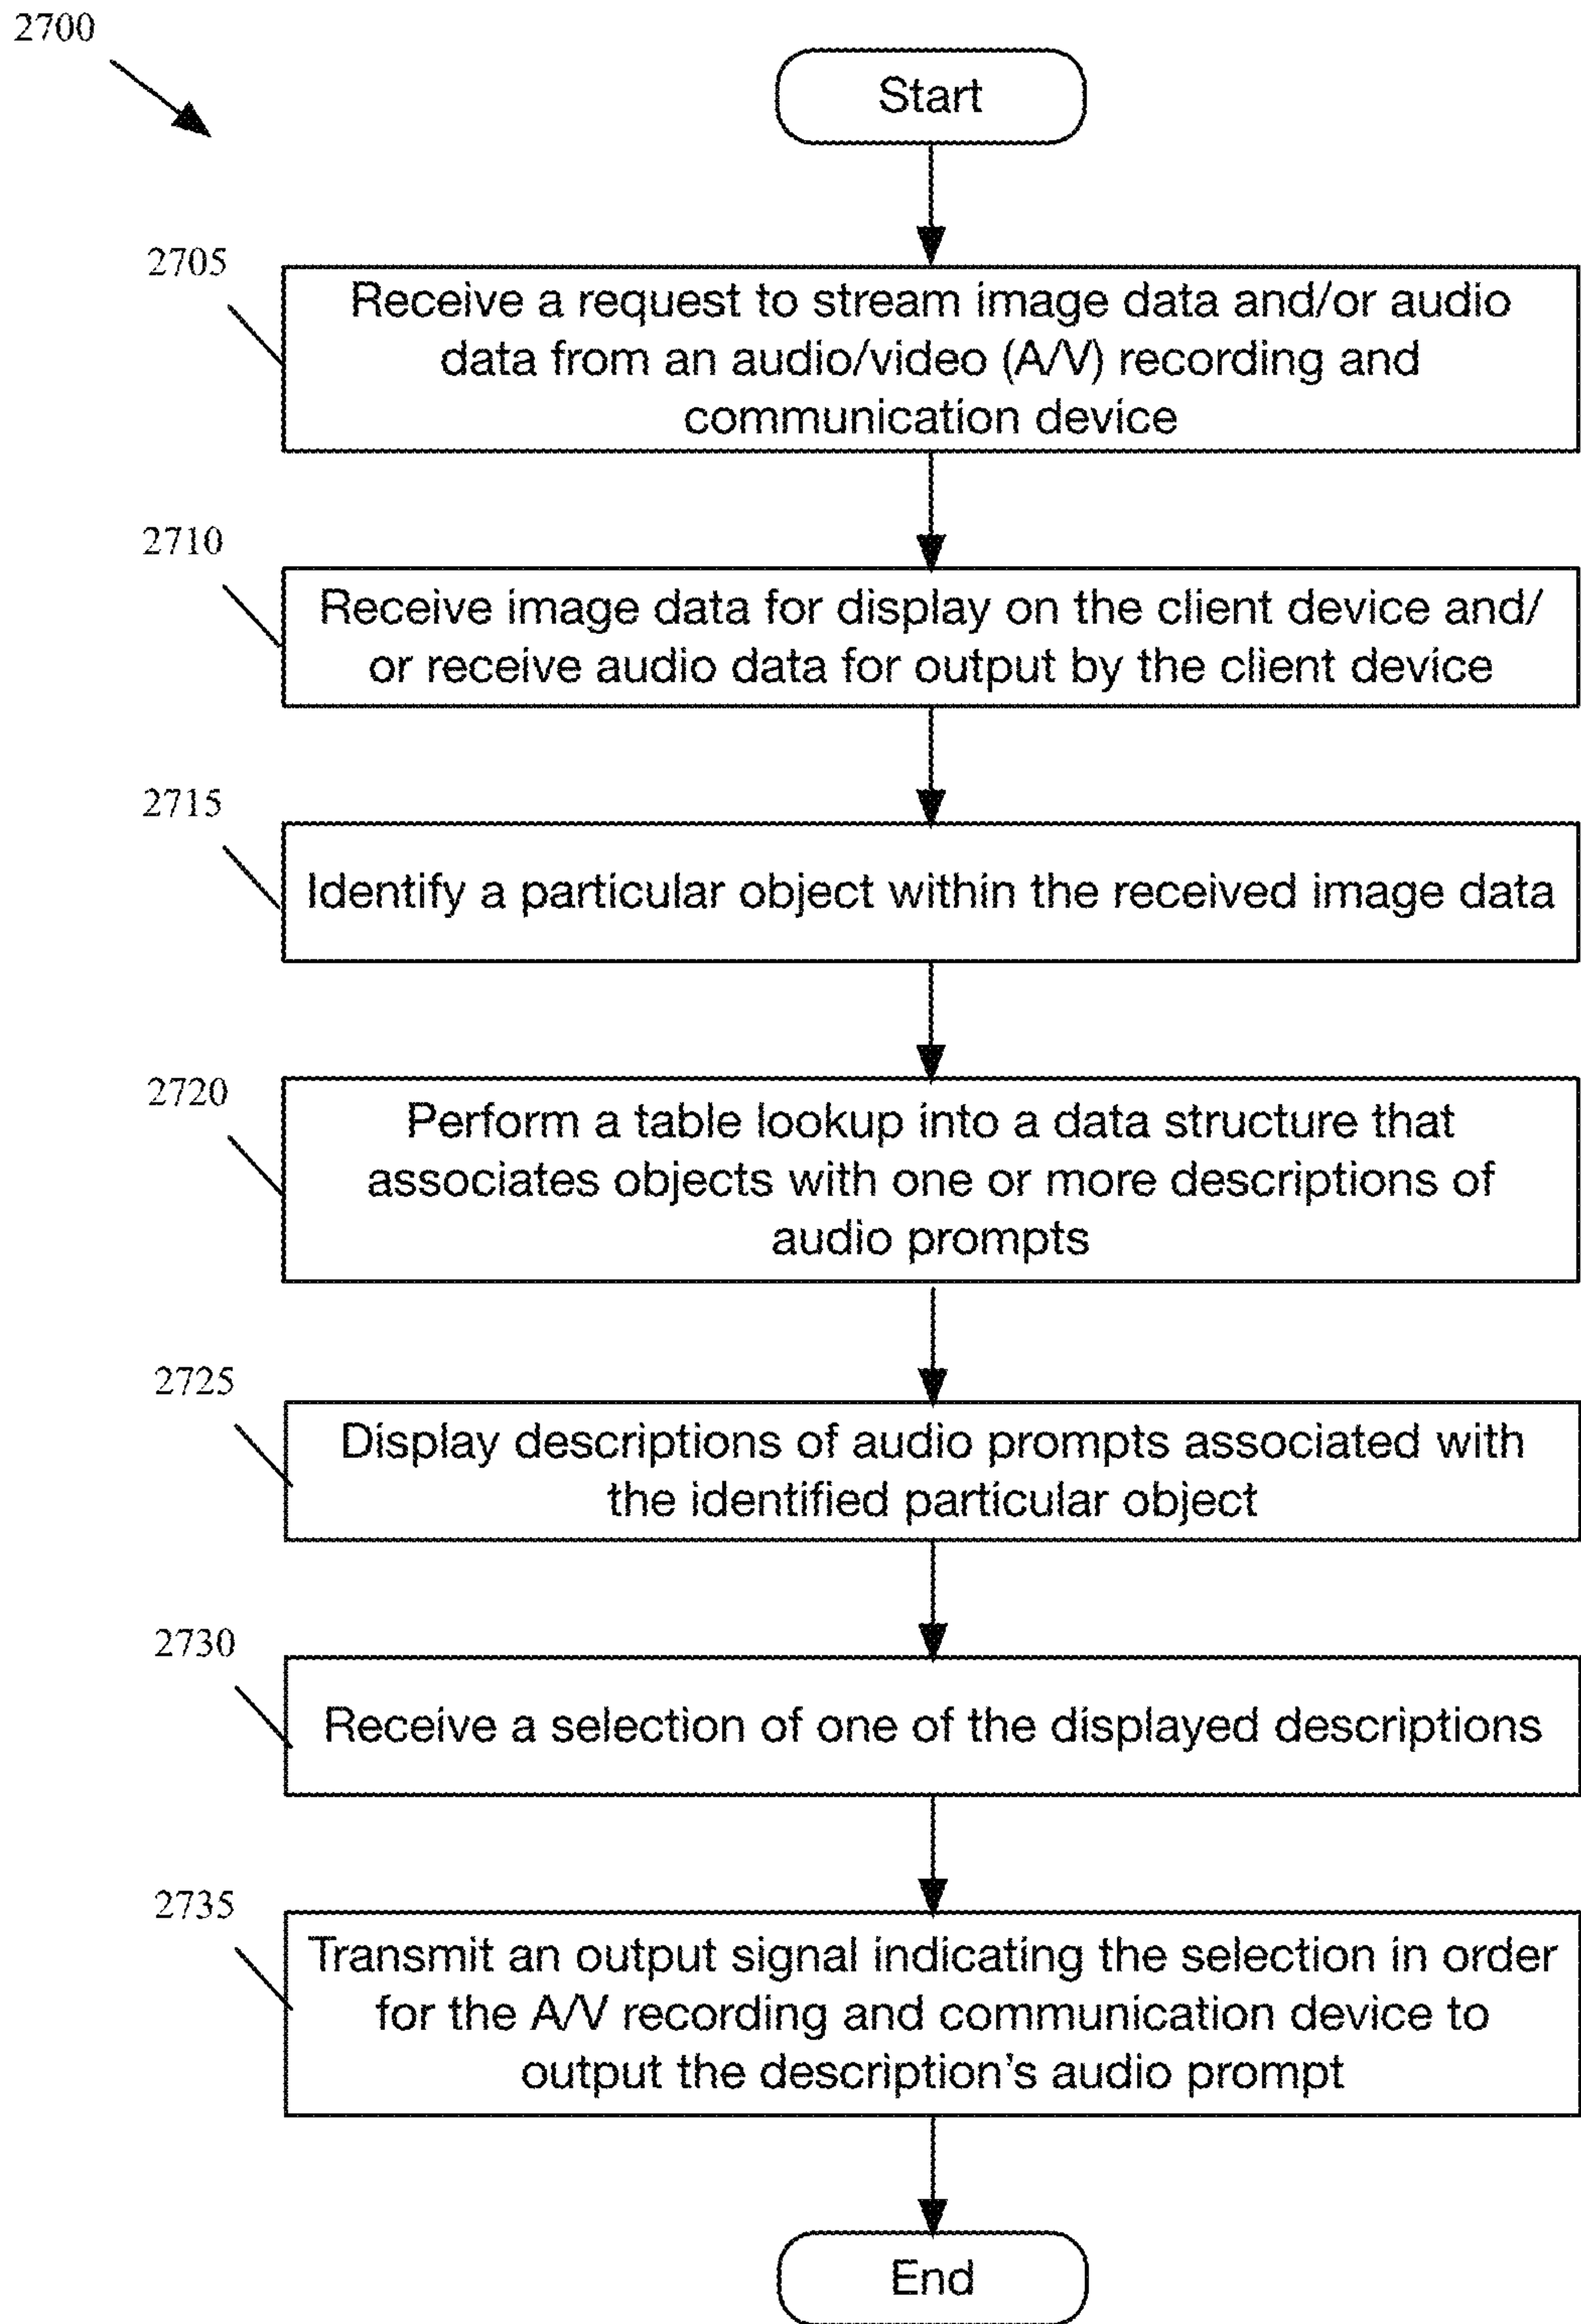 2700
Start
2705
Receive a request to stream image data and/or audio
data from an audio/video (A/V) recording and
communication device
2710
Receive image data for display on the client device and/
or receive audio data for output by the client device
2715
Identify a particular object within the received image data
2720
Perform a table lookup into a data structure that
associates objects with one or more descriptions of
audio prompts
2725
Display descriptions of audio prompts associated with
the identified particular object
2730
Receive a selection of one of the displayed descriptions
2735
Transmit an output signal indicating the selection in order
for the A/V recording and communication device to
output the description's audio prompt
End